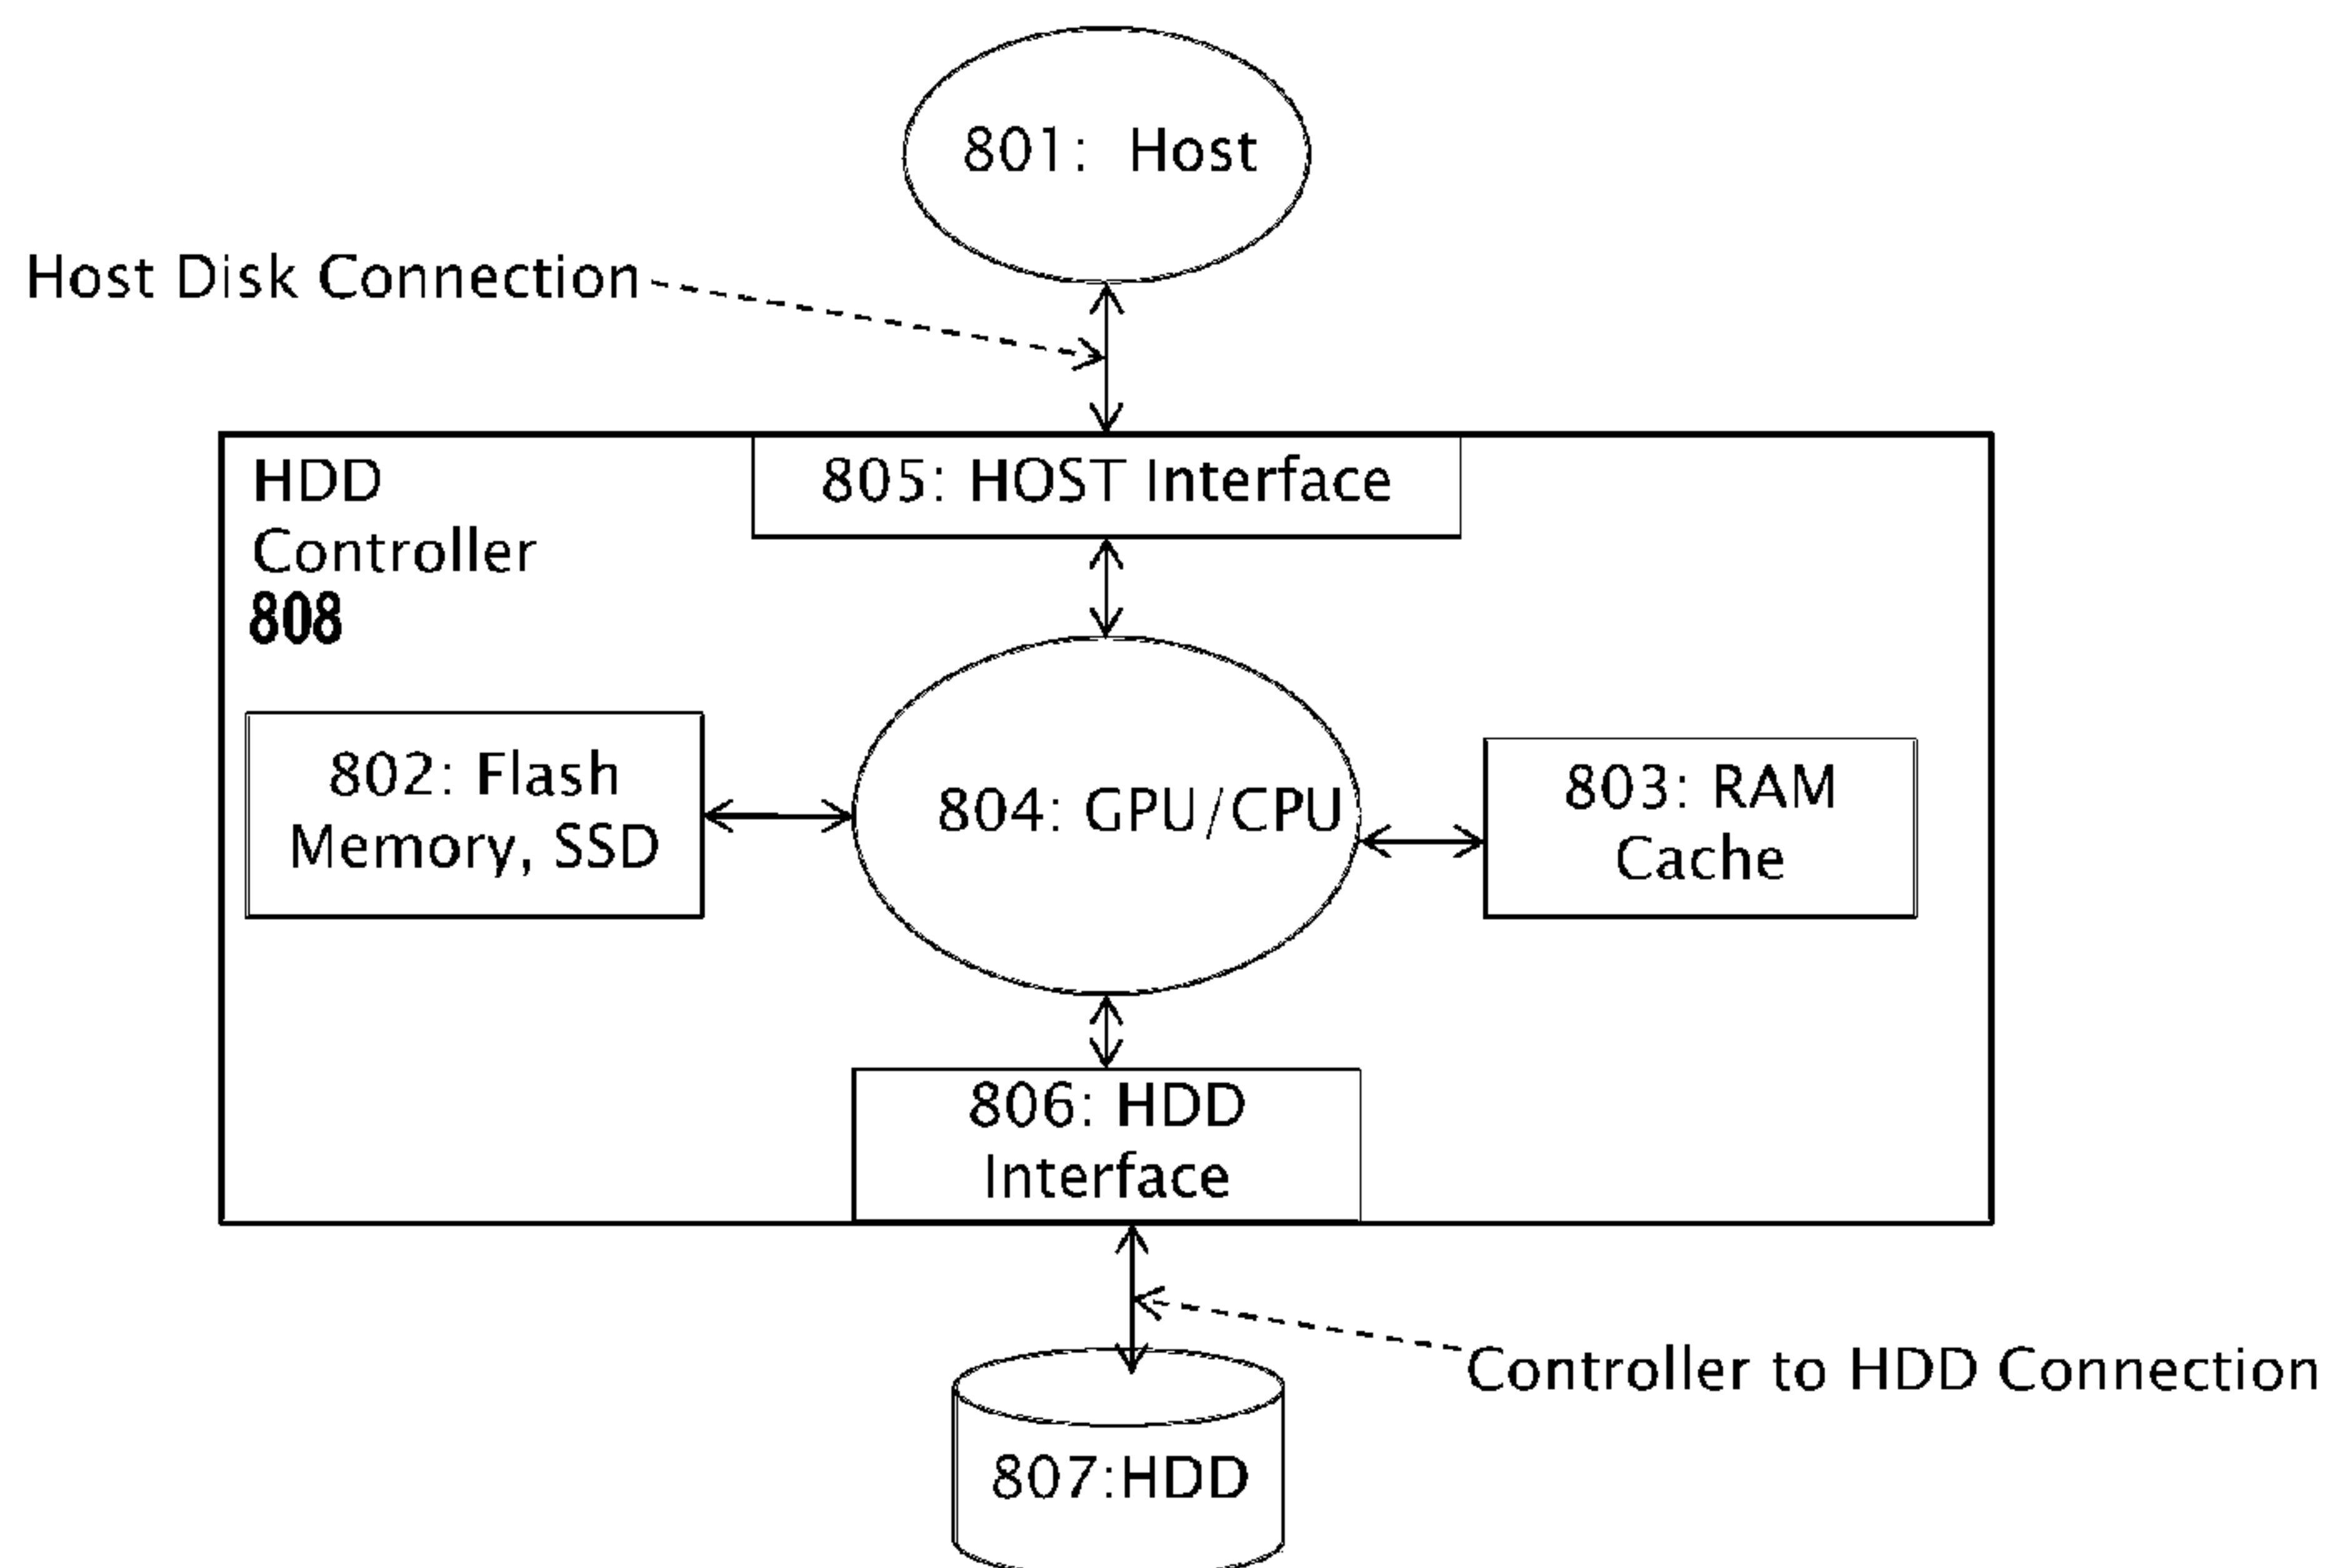 801: Host
Host Disk Connection
HDD
Controller
808
805: HOST Interface
802: Flash
Memory, SSD
804: GPU/CPU
803: RAM
Cache
806: HDD
Interface
Controller to HDD Connection
807:HDD